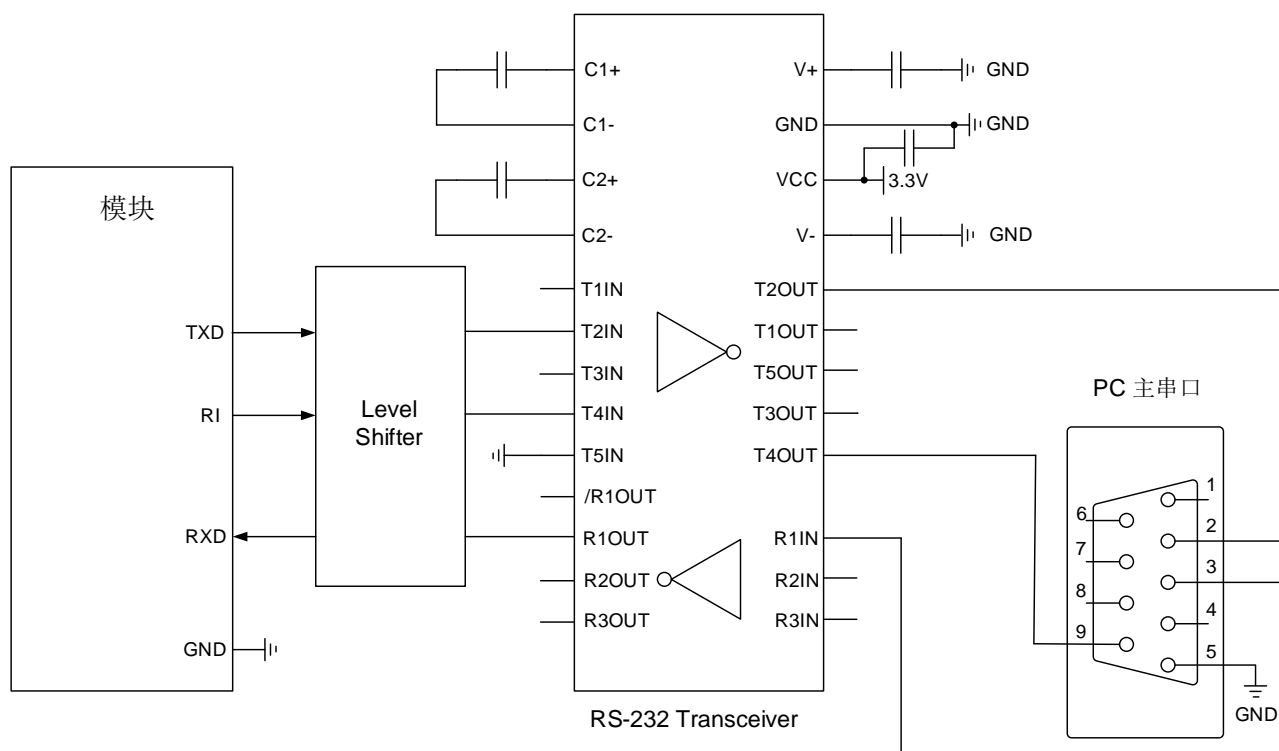 模块
TXD
RI
RXD
GND
Level
Shifter
C1+
C1-
C2+
C2-
T1IN
T2IN
T3IN
T4IN
T5IN
/R1OUT
R1OUT
R2OUT
R3OUT
V+
GND
VCC
V-
T2OUT
T1OUT
T5OUT
T3OUT
T4OUT
R1IN
R2IN
R3IN
RS-232 Transceiver
GND
GND
3.3V
GND
PC 主串口
1
6
2
7
3
8
4
9
5
GND